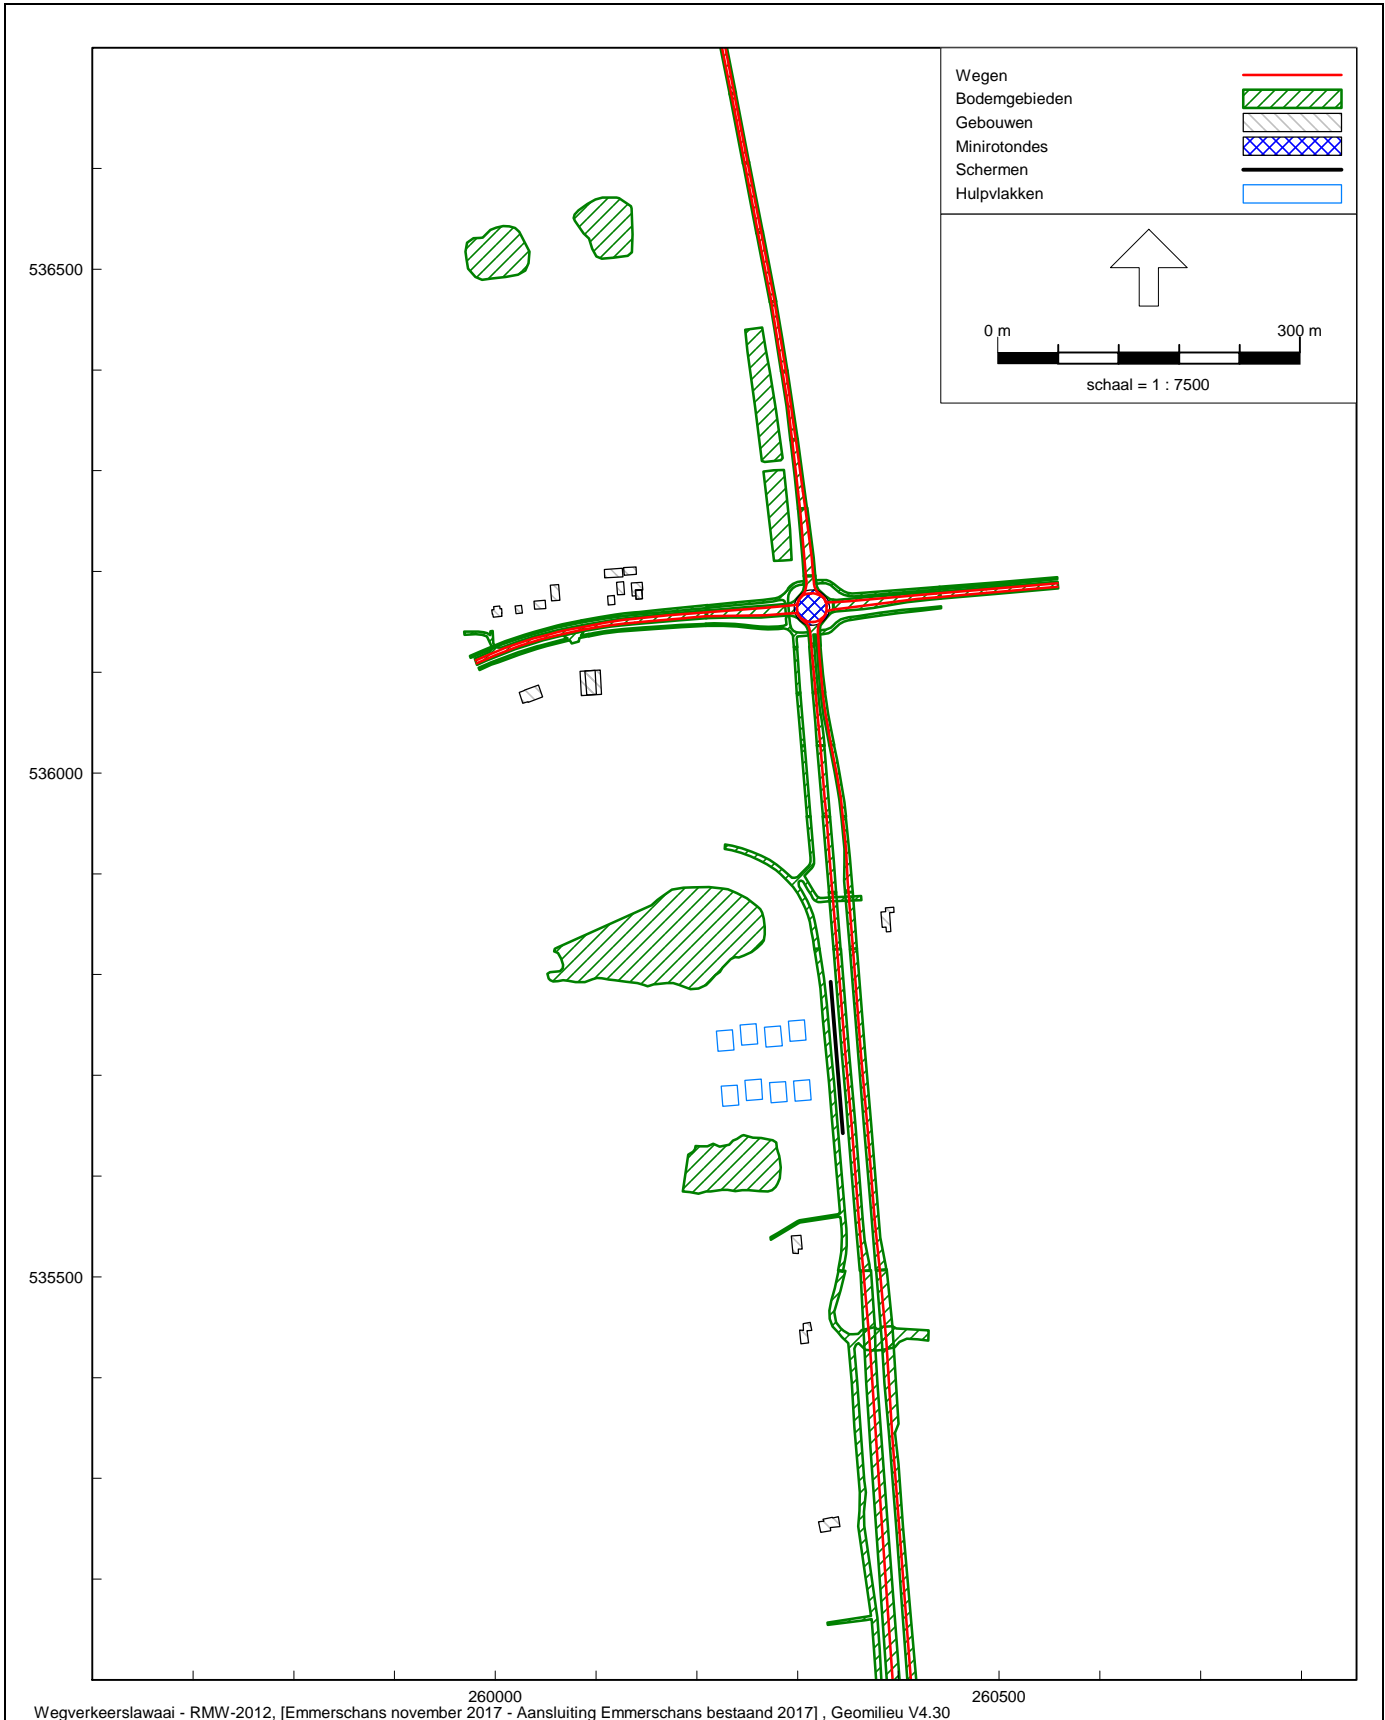 Wegen
Bodemgebieden
Gebouwen
Minirotondes
Schermen
Hulpvlakken
0 m
300 m
schaal = 1 : 7500
536500
536000
535500
260000
260500
Wegverkeerslawaai - RMW-2012, [Emmerschans november 2017 - Aansluiting Emmerschans bestaand 2017] , Geomilieu V4.30